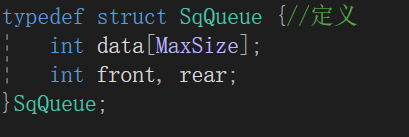 typedef struct SqQueue {//定义
    int data[MaxSize];
    int front, rear;
}SqQueue;